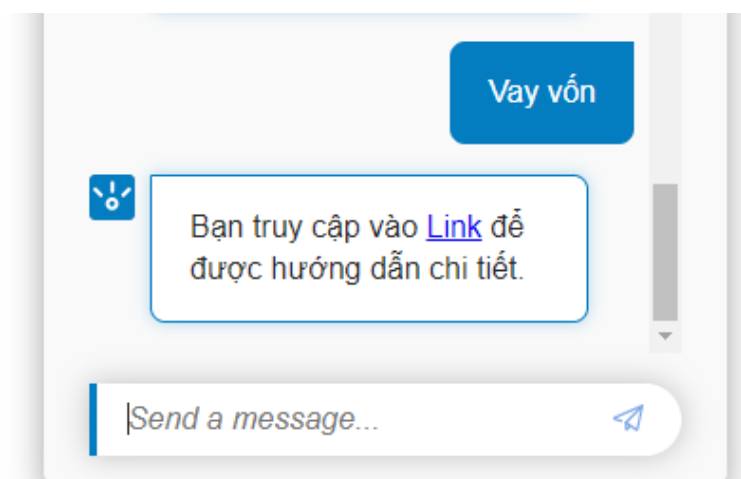 Vay vốn
Bạn truy cập vào Link để
được hướng dẫn chi tiết.
Send a message...